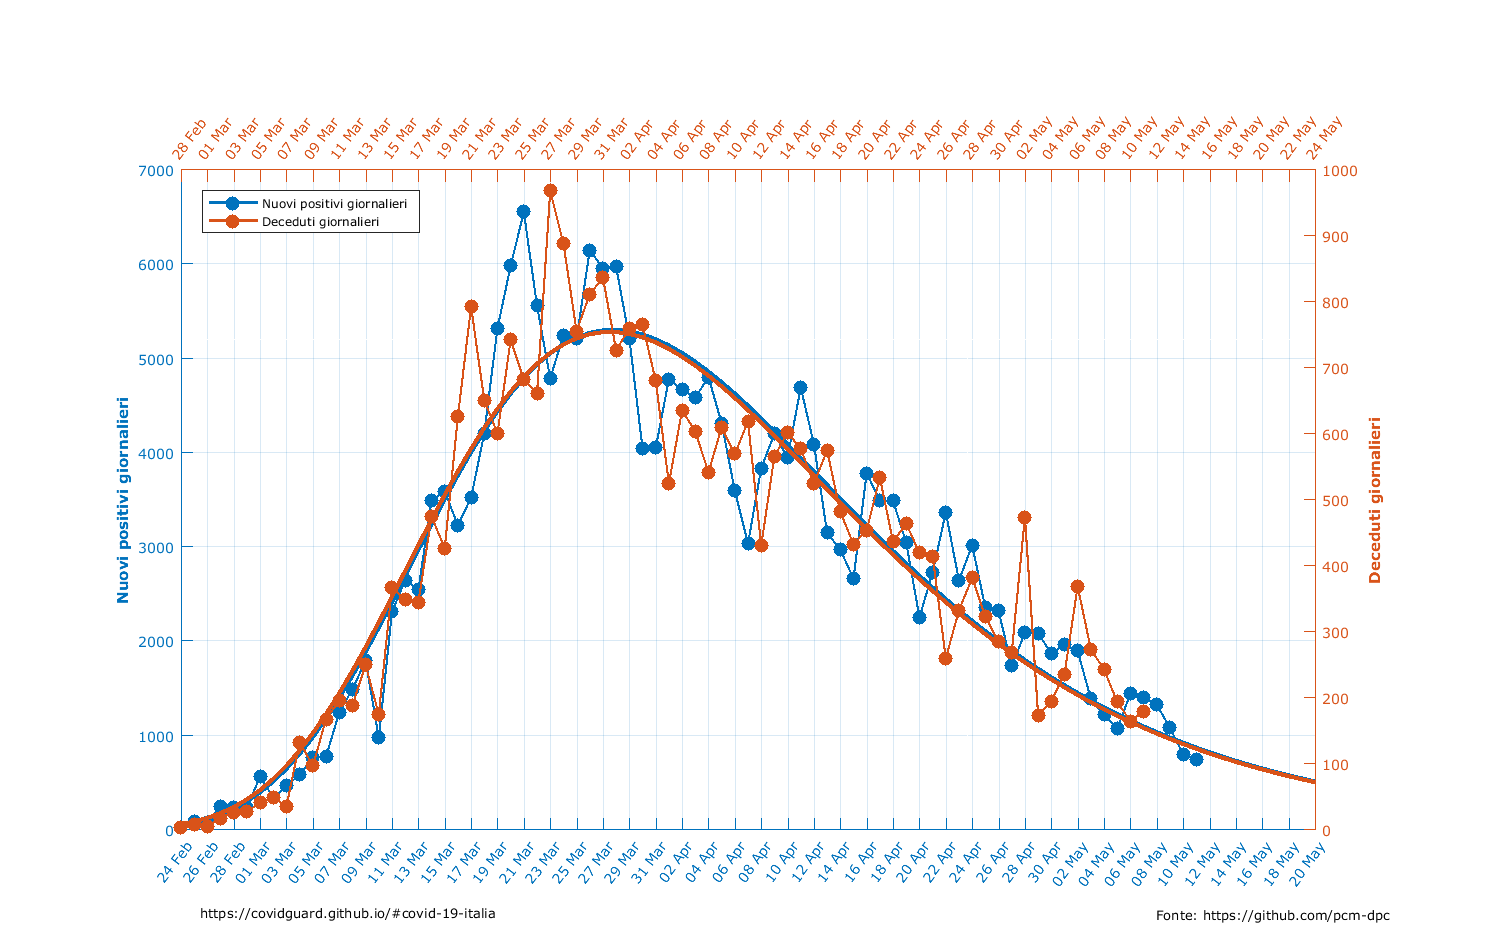 28 Feb 01 Mar 03 Mar 05 Mar 07 Mar 09 Mar 11 Mar 13 Mar 15 Mar 17 Mar 19 Mar 21 Mar 23 Mar 25 Mar 27 Mar 29 Mar 31 Mar 02 Apr 04 Apr 06 Apr 08 Apr 10 Apr 12 Apr 14 Apr 16 Apr 18 Apr 20 Apr 22 Apr 24 Apr 26 Apr 28 Apr 30 Apr 02 May 04 May 06 May 08 May 10 May 12 May 14 May 16 May 18 May 20 May 22 May 24 May
7000
6000
5000
4000
3000
2000
1000
0
Nuovi positivi giornalieri
Nuovi positivi giornalieri
Deceduti giornalieri
1000
900
800
700
600
500
400
300
200
100
0
Deceduti giornalieri
24 Feb 26 Feb 28 Feb 01 Mar 03 Mar 05 Mar 07 Mar 09 Mar 11 Mar 13 Mar 15 Mar 17 Mar 19 Mar 21 Mar 23 Mar 25 Mar 27 Mar 29 Mar 31 Mar 02 Apr 04 Apr 06 Apr 08 Apr 10 Apr 12 Apr 14 Apr 16 Apr 18 Apr 20 Apr 22 Apr 24 Apr 26 Apr 28 Apr 30 Apr 02 May 04 May 06 May 08 May 10 May 12 May 14 May 16 May 18 May 20 May
https://covidguard.github.io/#covid-19-italia
Fonte: https://github.com/pcm-dpc